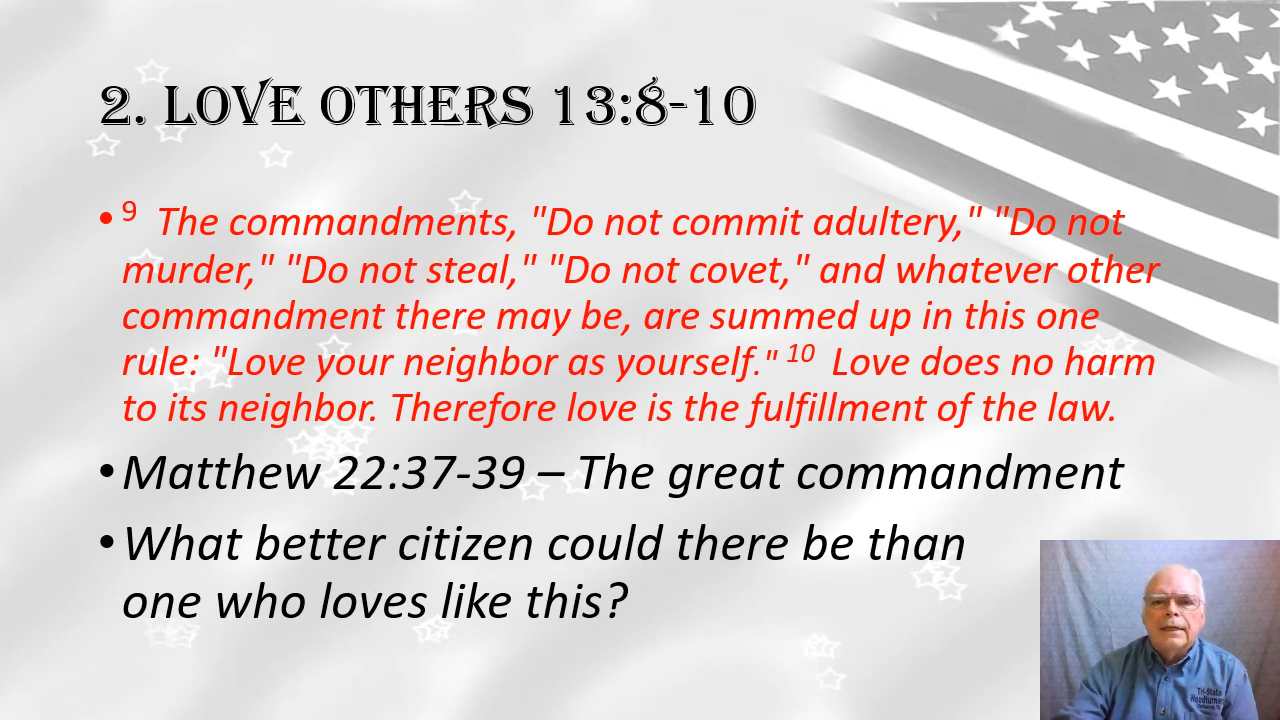 2. LOVE OTHERS 13:8-10
• 9 The commandments, "Do not commit adultery," "Do not
murder," "Do not steal," "Do not covet," and whatever other
commandment there may be, are summed up in this one
rule: "Love your neighbor as yourself." 10 Love does no harm
to its neighbor. Therefore love is the fulfillment of the law.
• Matthew 22:37-39 – The great commandment
• What better citizen could there be than
one who loves like this?
Tri-State
Woodturners